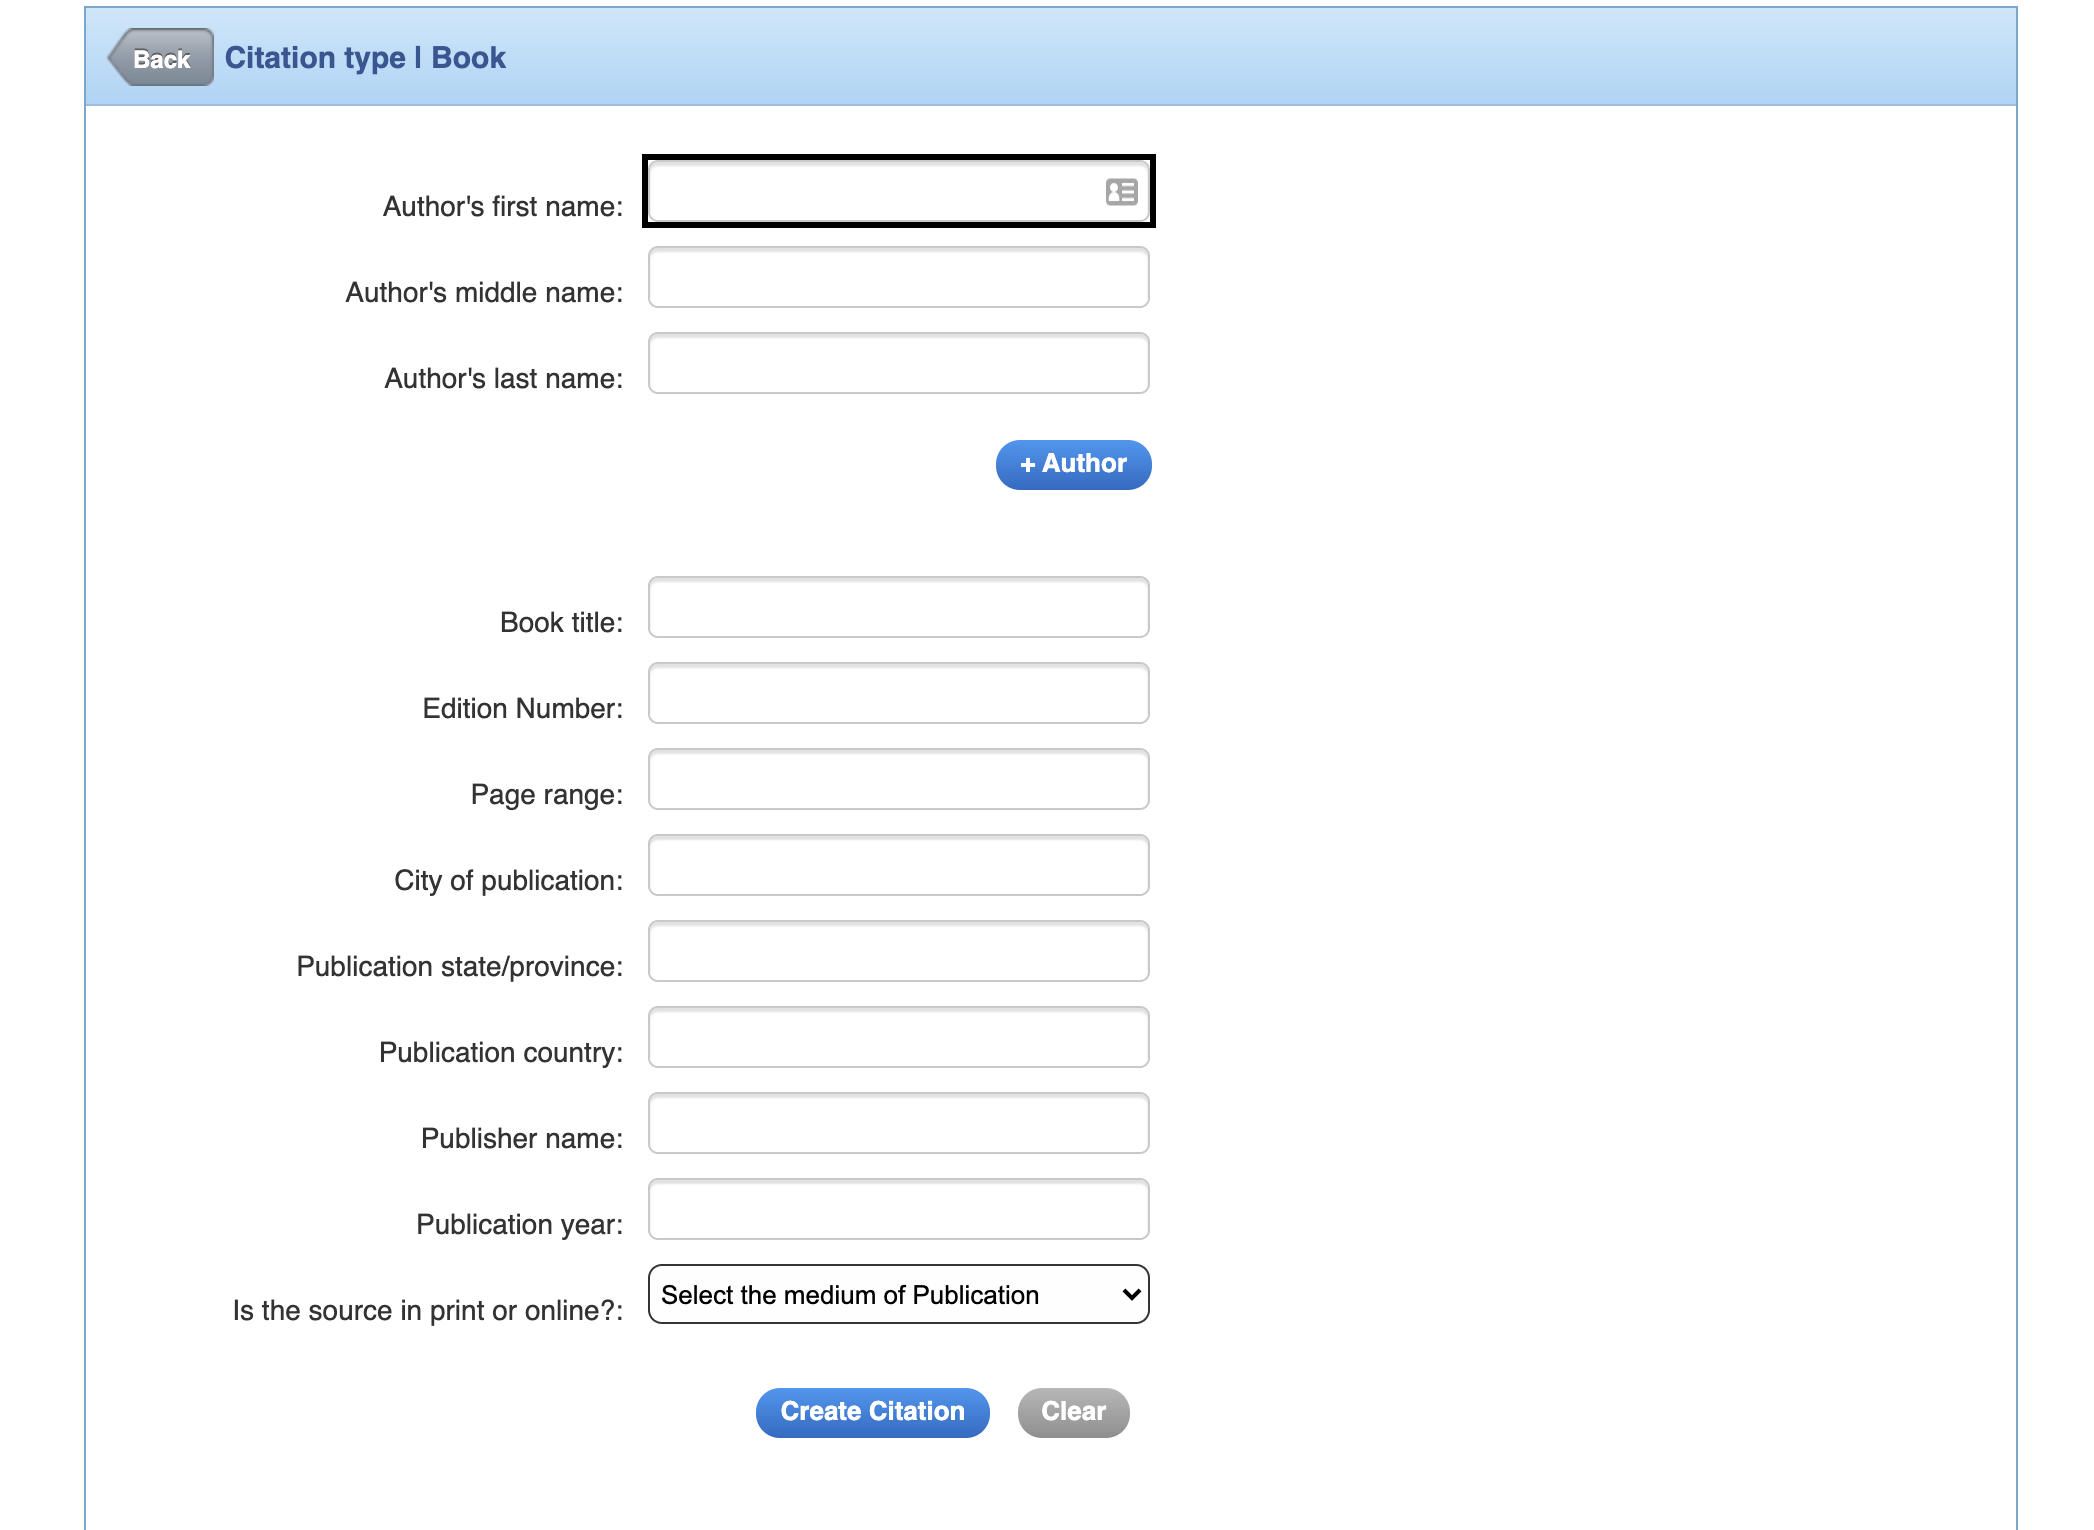 Back
Citation type | Book
Author's first name:
Author's middle name:
Author's last name:
+ Author
Book title:
Edition Number:
Page range:
City of publication:
Publication state/province:
Publication country:
Publisher name:
Publication year:
Is the source in print or online?:
Select the medium of Publication
Create Citation
Clear